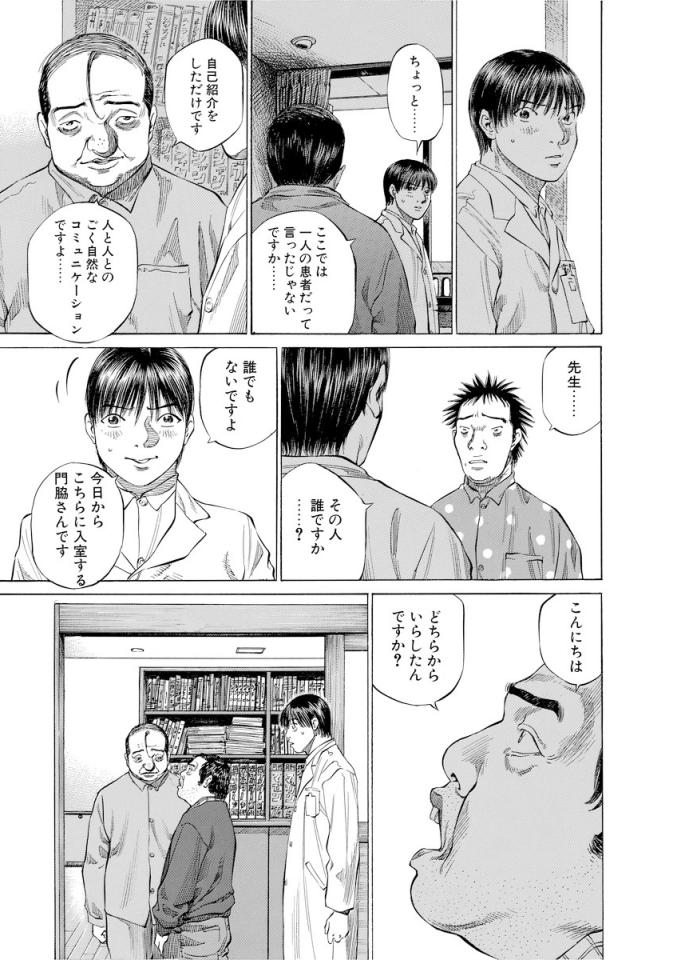 ちょっと……
ここでは
一人の患者だって
言ったじゃない
ですか……
自己紹介を
しただけです
人と人との
ごく自然な
コミュニケーション
ですよ……
先生……
その人
誰ですか
……？
誰でも
ないですよ
今日から
こちらに入室する
門脇さんです
こんにちは
どちらから
いらしたん
ですか？